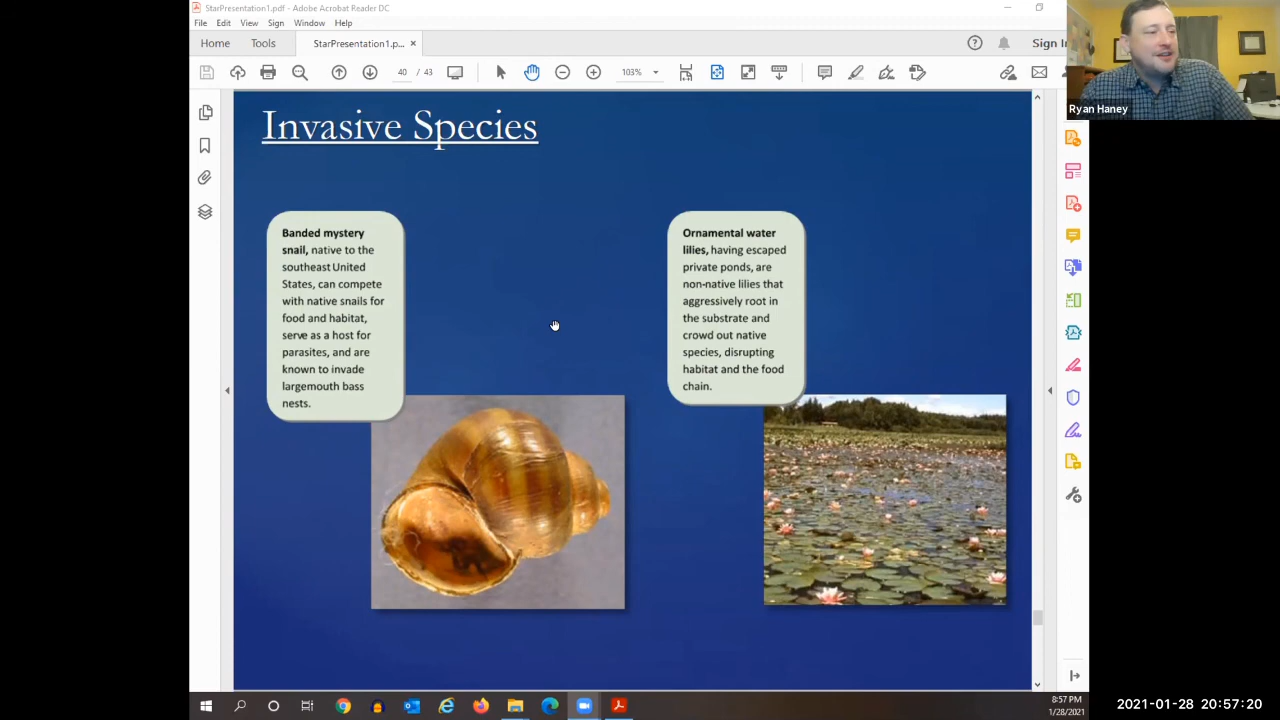 StarPresentation1.pdf - Adobe Acrobat Reader DC
File Edit View Sign Window Help
Home Tools StarPresentation1.p... × Sign In
40 / 43 103%
Ryan Haney
Invasive Species
Banded mystery
snail, native to the
southeast United
States, can compete
with native snails for
food and habitat,
serve as a host for
parasites, and are
known to invade
largemouth bass
nests.
Ornamental water
lilies, having escaped
private ponds, are
non-native lilies that
aggressively root in
the substrate and
crowd out native
species, disrupting
habitat and the food
chain.
8:57 PM
1/28/2021
2021-01-28 20:57:20